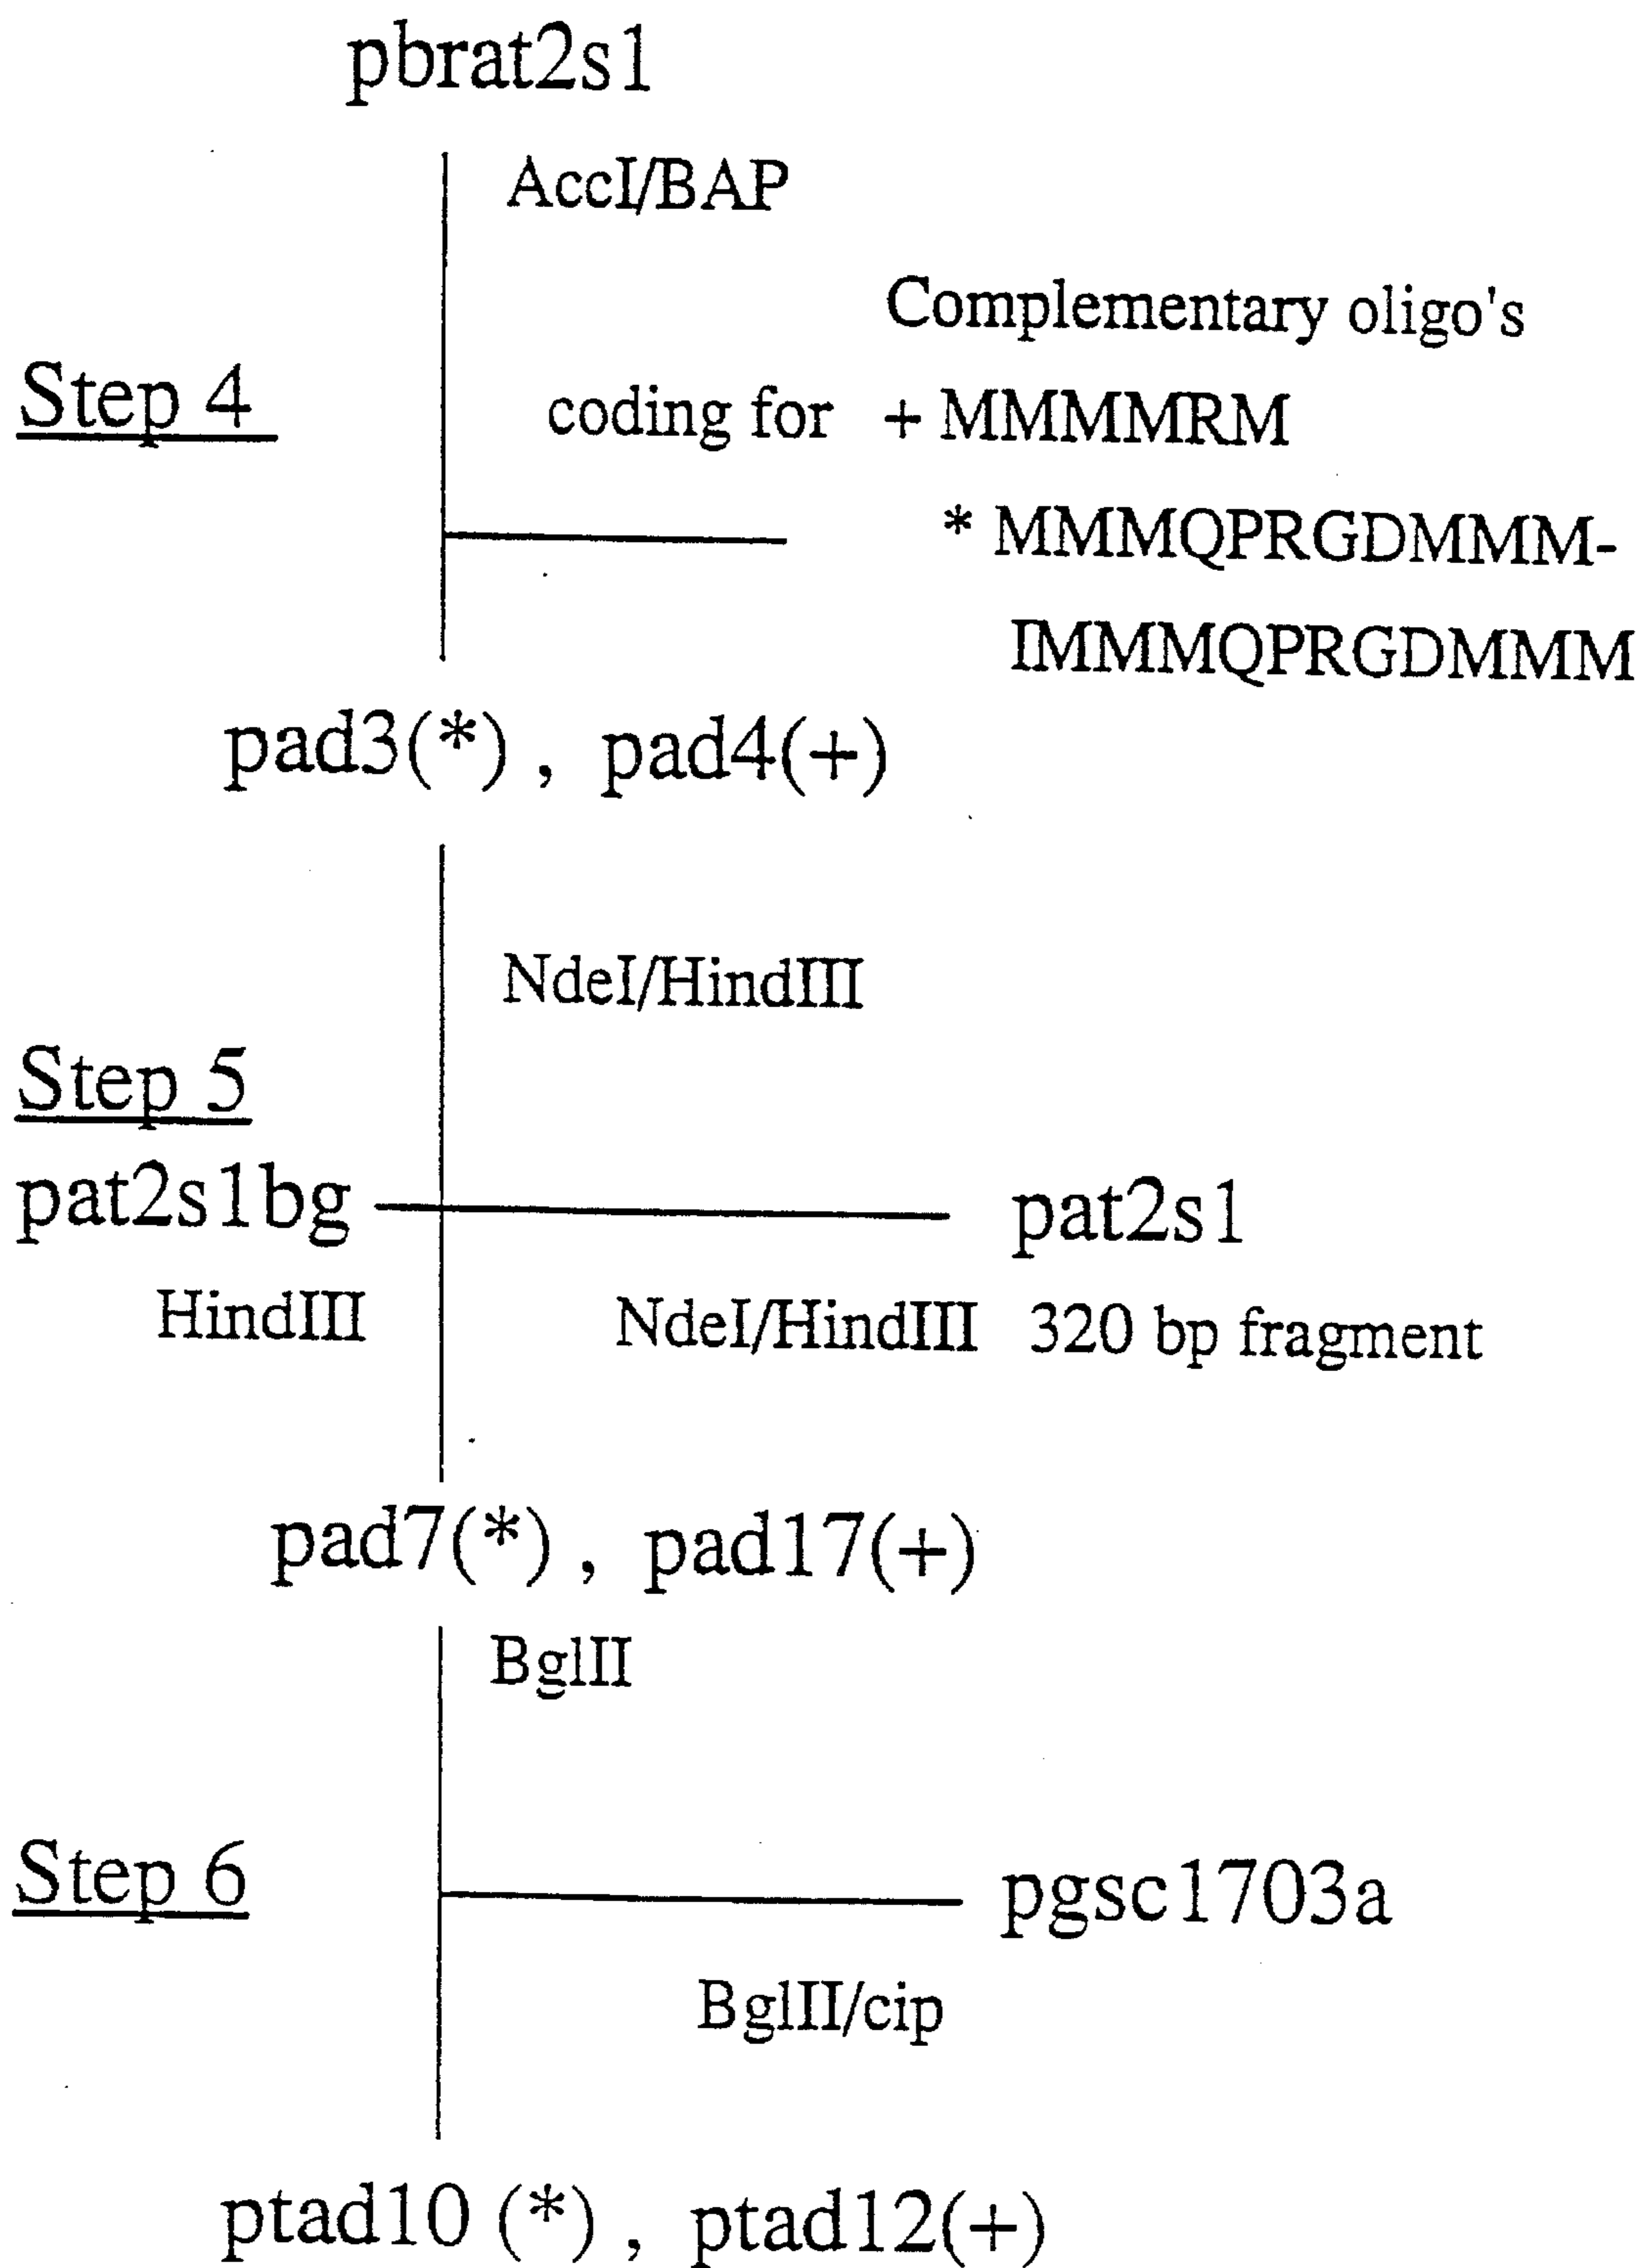 pbrat2s1
AccI/BAP
Complementary oligo's
Step 4
coding for + MMMMRM
* MMMQPRGDMMM-
IMMMQPRGDMMM
pad3(*) , pad4(+)
NdeI/HindIII
Step 5
pat2s1bg
pat2s1
HindIII
NdeI/HindIII 320 bp fragment
pad7(*) , pad17(+)
BglII
Step 6
pgsc1703a
BglII/cip
ptad10 (*) , ptad12(+)